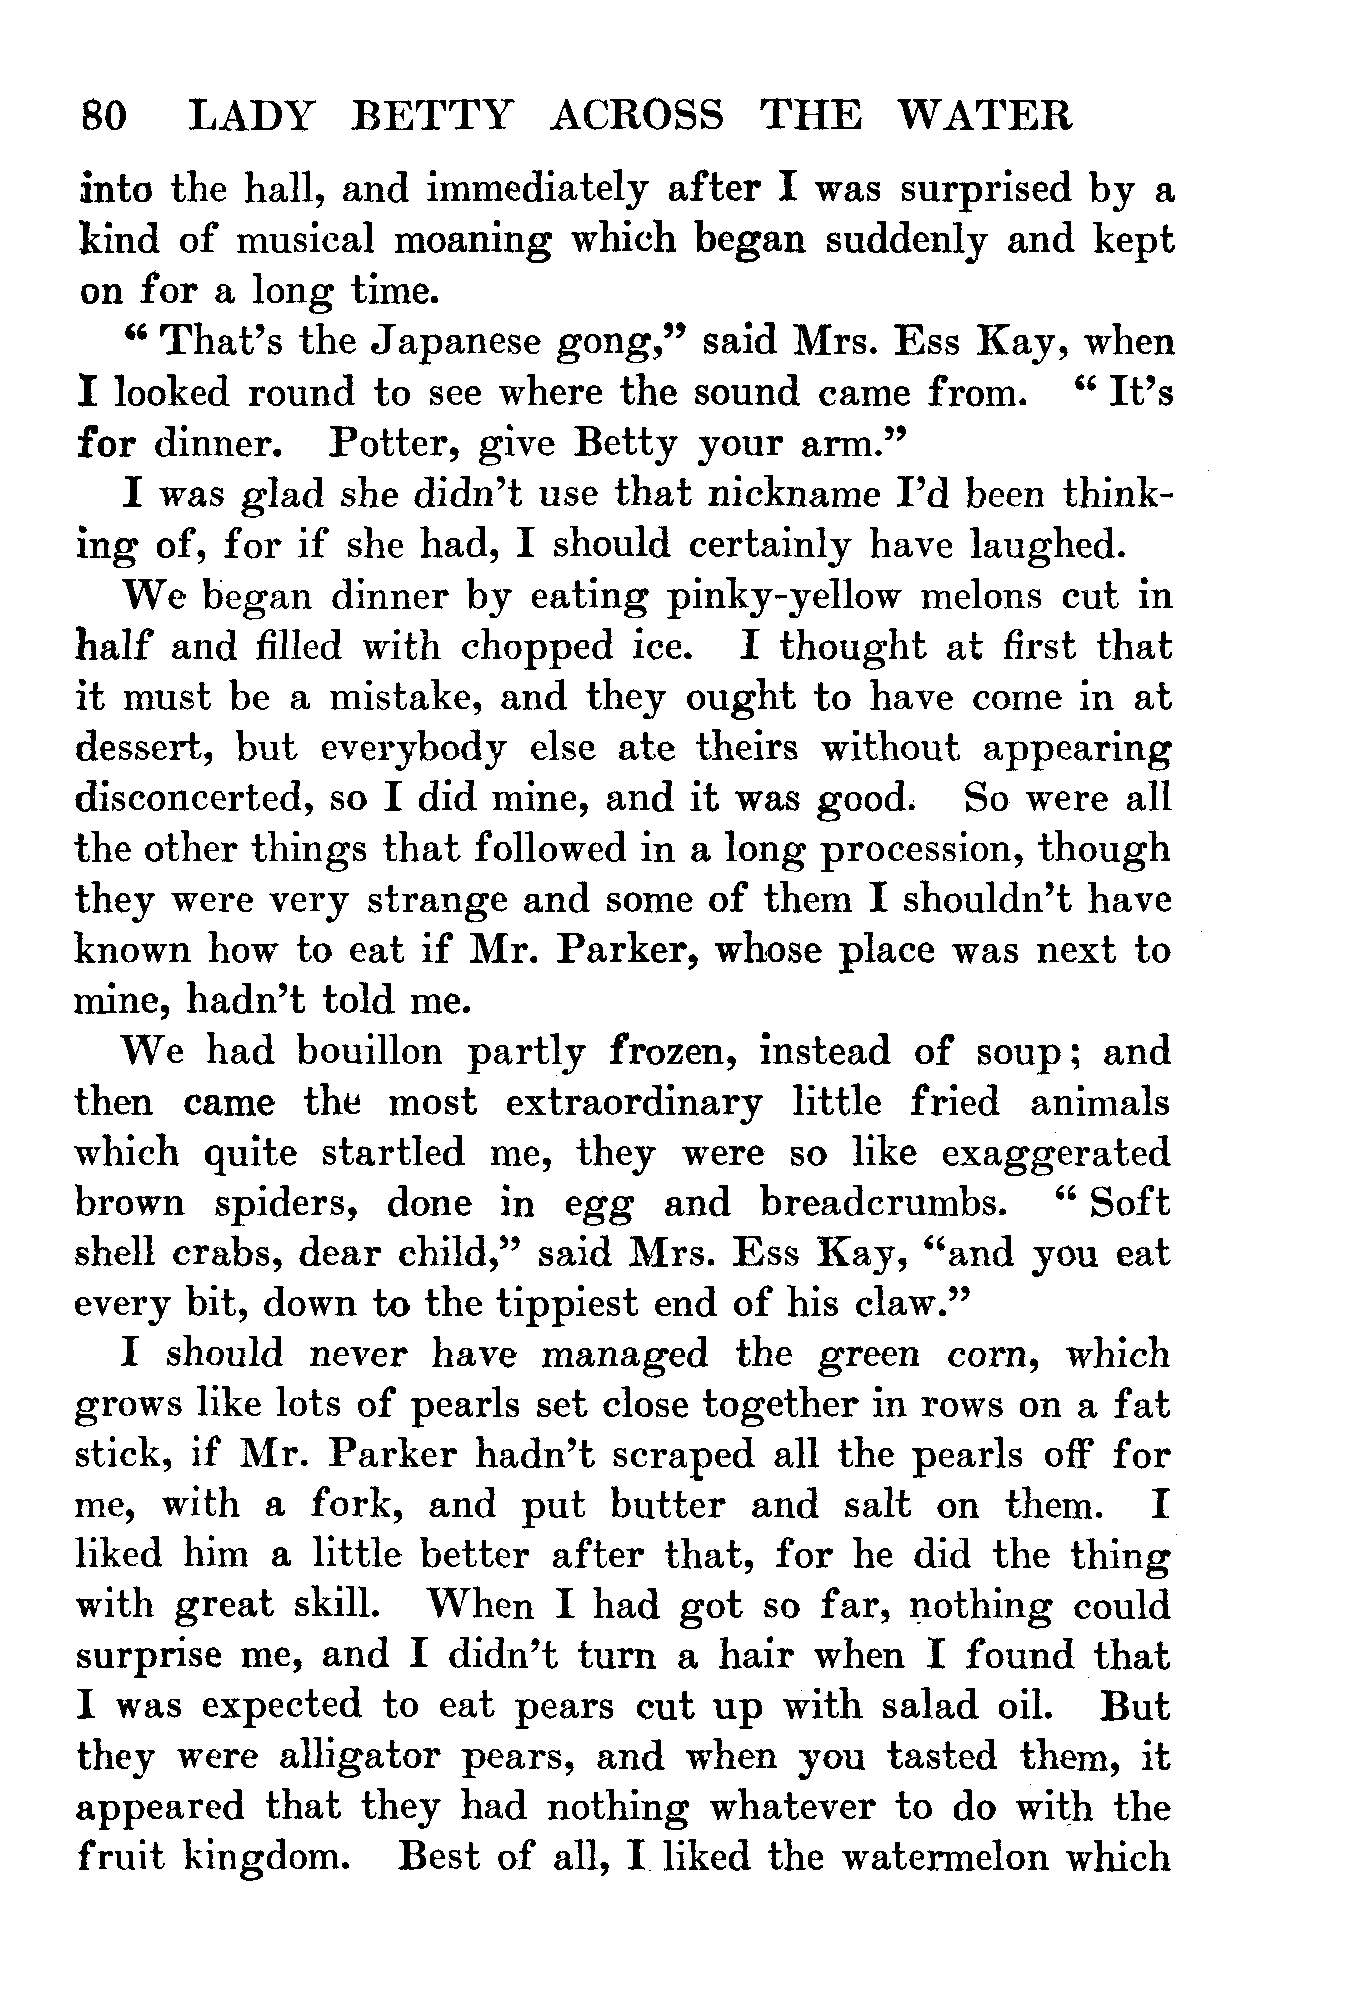 80 LADY BETTY ACROSS THE WATER
into the hall, and immediately after I was surprised by a
kind of musical moaning which began suddenly and kept
on for a long time.
“ That’s the Japanese gong,” said Mrs. Ess Kay, when
I looked round to see where the sound came from. “ It’s
for dinner. Potter, give Betty your arm.”
I was glad she didn’t use that nickname I’d been think-
ing of, for if she had, I should certainly have laughed.
We began dinner by eating pinky-yellow melons cut in
half and filled with chopped ice. I thought at first that
it must be a mistake, and they ought to have come in at
dessert, but everybody else ate theirs without appearing
disconcerted, so I did mine, and it was good. So were all
the other things that followed in a long procession, though
they were very strange and some of them I shouldn’t have
known how to eat if Mr. Parker, whose place was next to
mine, hadn’t told me.
We had bouillon partly frozen, instead of soup; and
then came the most extraordinary little fried animals
which quite startled me, they were so like exaggerated
brown spiders, done in egg and breadcrumbs. “ Soft
shell crabs, dear child,” said Mrs. Ess Kay, “and you eat
every bit, down to the tippiest end of his claw.”
I should never have managed the green corn, which
grows like lots of pearls set close together in rows on a fat
stick, if Mr. Parker hadn’t scraped all the pearls off for
me, with a fork, and put butter and salt on them. I
liked him a little better after that, for he did the thing
with great skill. When I had got so far, nothing could
surprise me, and I didn’t turn a hair when I found that
I was expected to eat pears cut up with salad oil. But
they were alligator pears, and when you tasted them, it
appeared that they had nothing whatever to do with the
fruit kingdom. Best of all, I liked the watermelon which